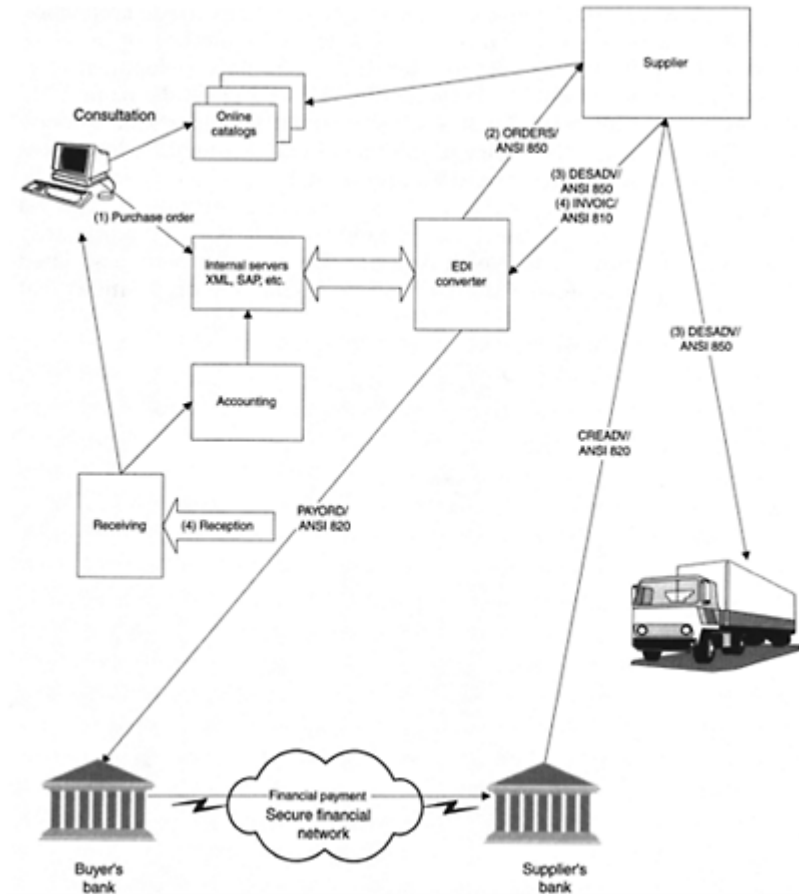 Supplier
Consultation
Online
catalogs
(2) ORDERS/
ANSI 850
(3) DESADV/
ANSI 850
(4) INVOIC/
ANSI 810
(1) Purchase order
Internal servers
XML, SAP, etc.
EDI
converter
(3) DESADV/
ANSI 850
Accounting
CREADV/
ANSI 820
Receiving
(4) Reception
PAYORD/
ANSI 820
Financial payment
Secure financial
network
Buyer's
bank
Supplier's
bank